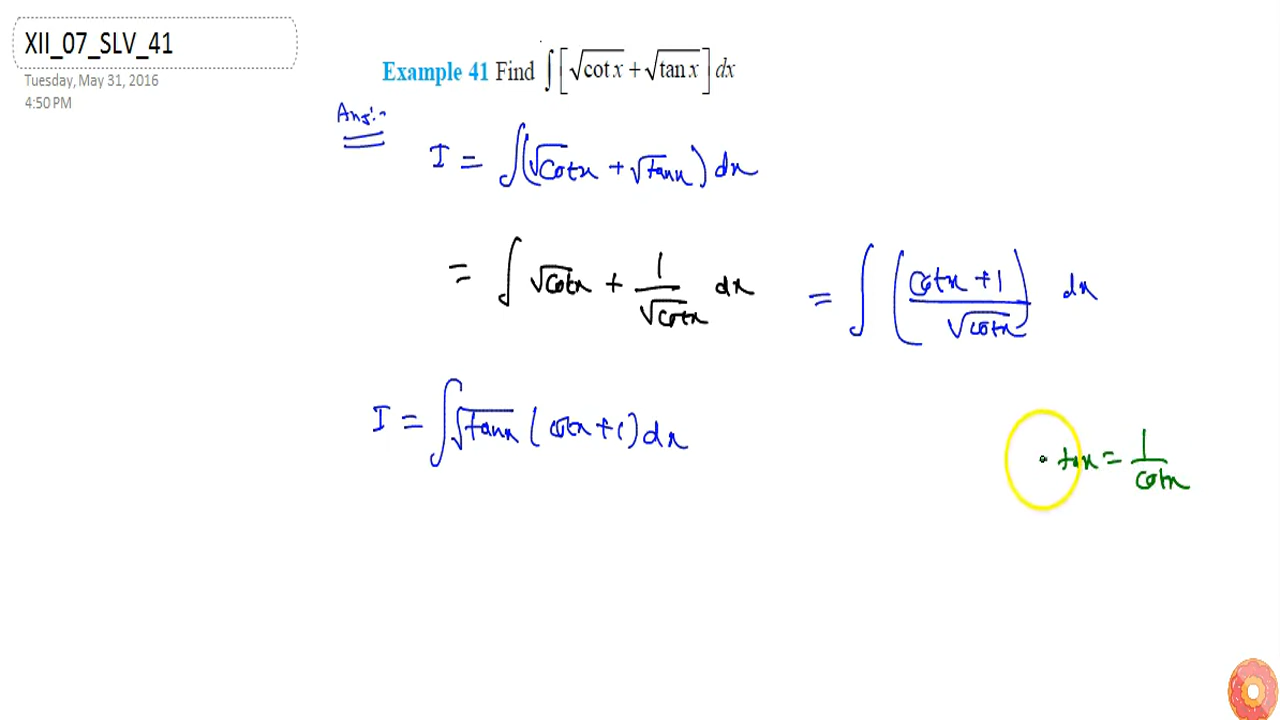 XII_07_SLV_41
Tuesday, May 31, 2016
4:50 PM
Example 41 Find ∫[√cot x + √tan x] dx
Ans:-
I = ∫(√cotx + √tanx) dx
= ∫ √cotx + 1/√cotx dx = ∫ ((cotx + 1)/√cotx) dx
I = ∫√tanx (cotx + 1) dx
tanx = 1/cotx